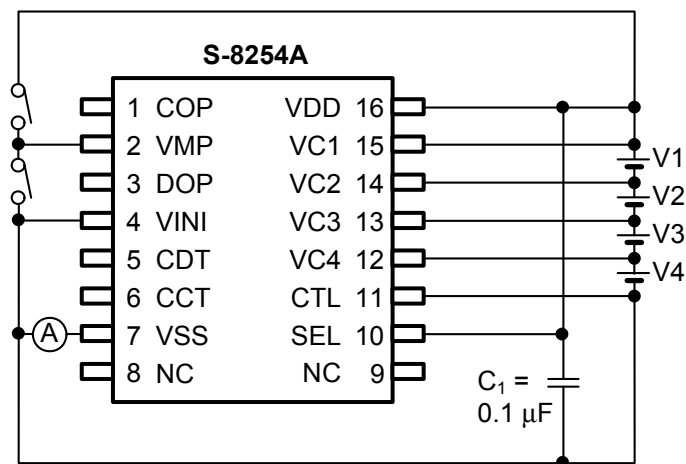 S-8254A
1 COP VDD 16
2 VMP VC1 15
V1
3 DOP VC2 14
V2
4 VINI VC3 13
V3
5 CDT VC4 12
V4
6 CCT CTL 11
A 7 VSS SEL 10
8 NC NC 9
C₁ =
0.1 μF